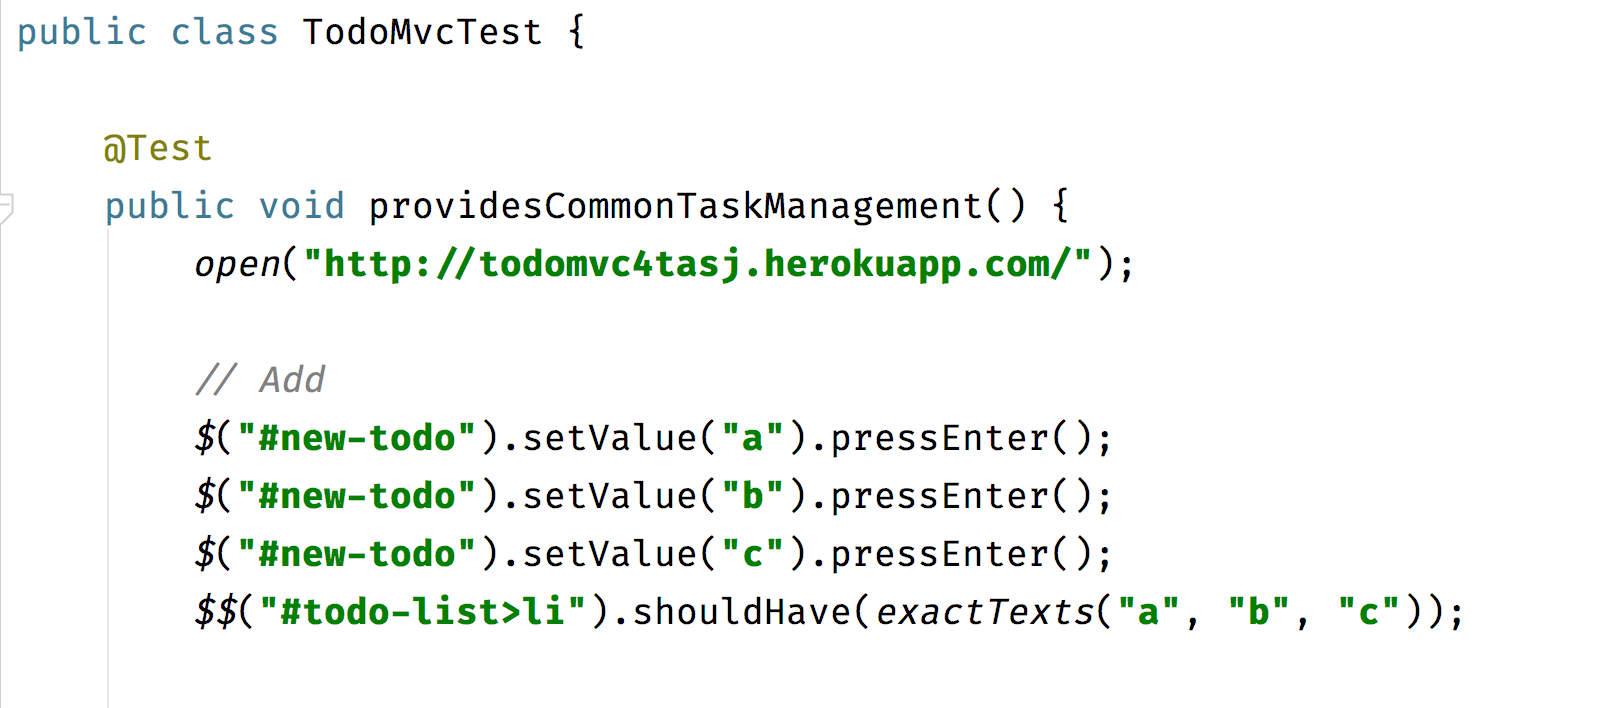 public class TodoMvcTest {
@Test
public void providesCommonTaskManagement() {
open("http://todomvc4tasj.herokuapp.com/");
// Add
$("#new-todo").setValue("a").pressEnter();
$("#new-todo").setValue("b").pressEnter();
$("#new-todo").setValue("c").pressEnter();
$$("#todo-list>li").shouldHave(exactTexts("a", "b", "c"));